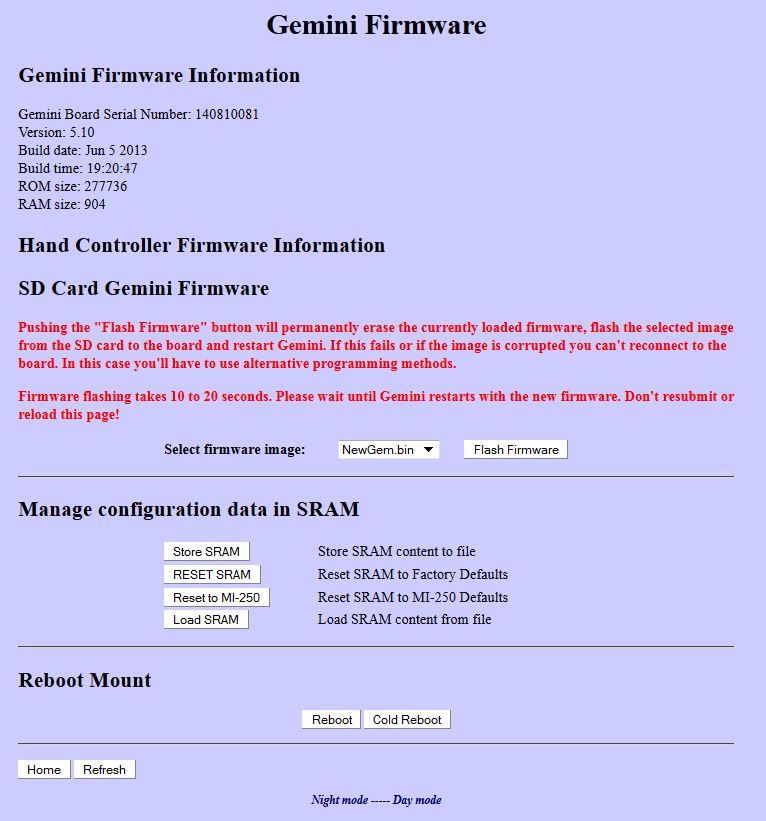 Gemini Firmware
Gemini Firmware Information
Gemini Board Serial Number: 140810081
Version: 5.10
Build date: Jun 5 2013
Build time: 19:20:47
ROM size: 277736
RAM size: 904
Hand Controller Firmware Information
SD Card Gemini Firmware
Pushing the "Flash Firmware" button will permanently erase the currently loaded firmware, flash the selected image
from the SD card to the board and restart Gemini. If this fails or if the image is corrupted you can't reconnect to the
board. In this case you'll have to use alternative programming methods.
Firmware flashing takes 10 to 20 seconds. Please wait until Gemini restarts with the new firmware. Don't resubmit or
reload this page!
Select firmware image: NewGem.bin Flash Firmware
Manage configuration data in SRAM
Store SRAM Store SRAM content to file
RESET SRAM Reset SRAM to Factory Defaults
Reset to MI-250 Reset SRAM to MI-250 Defaults
Load SRAM Load SRAM content from file
Reboot Mount
Reboot Cold Reboot
Home Refresh
Night mode ----- Day mode